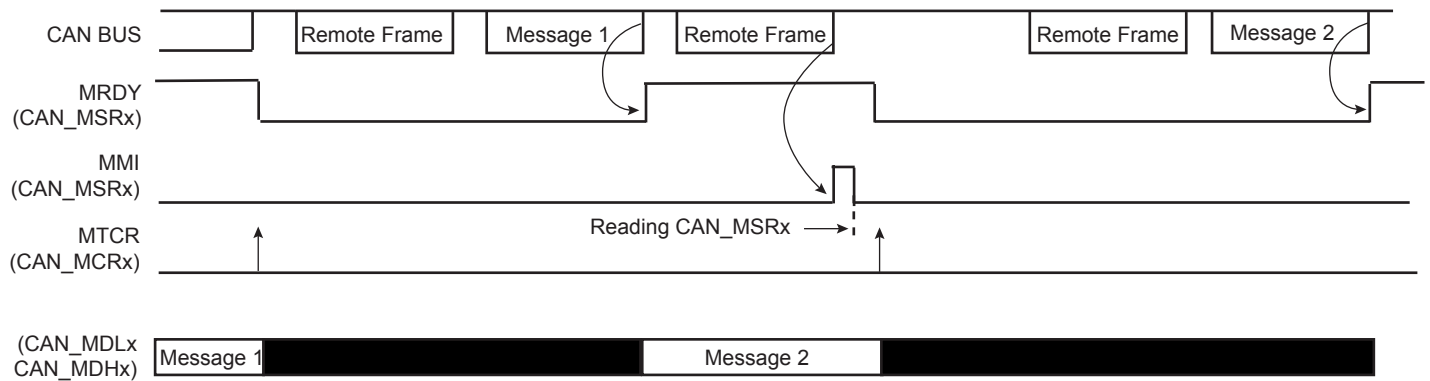 CAN BUS
Remote Frame
Message 1
Remote Frame
Remote Frame
Message 2
MRDY
(CAN_MSRx)
MMI
(CAN_MSRx)
Reading CAN_MSRx
MTCR
(CAN_MCRx)
(CAN_MDLx
CAN_MDHx)
Message 1
Message 2